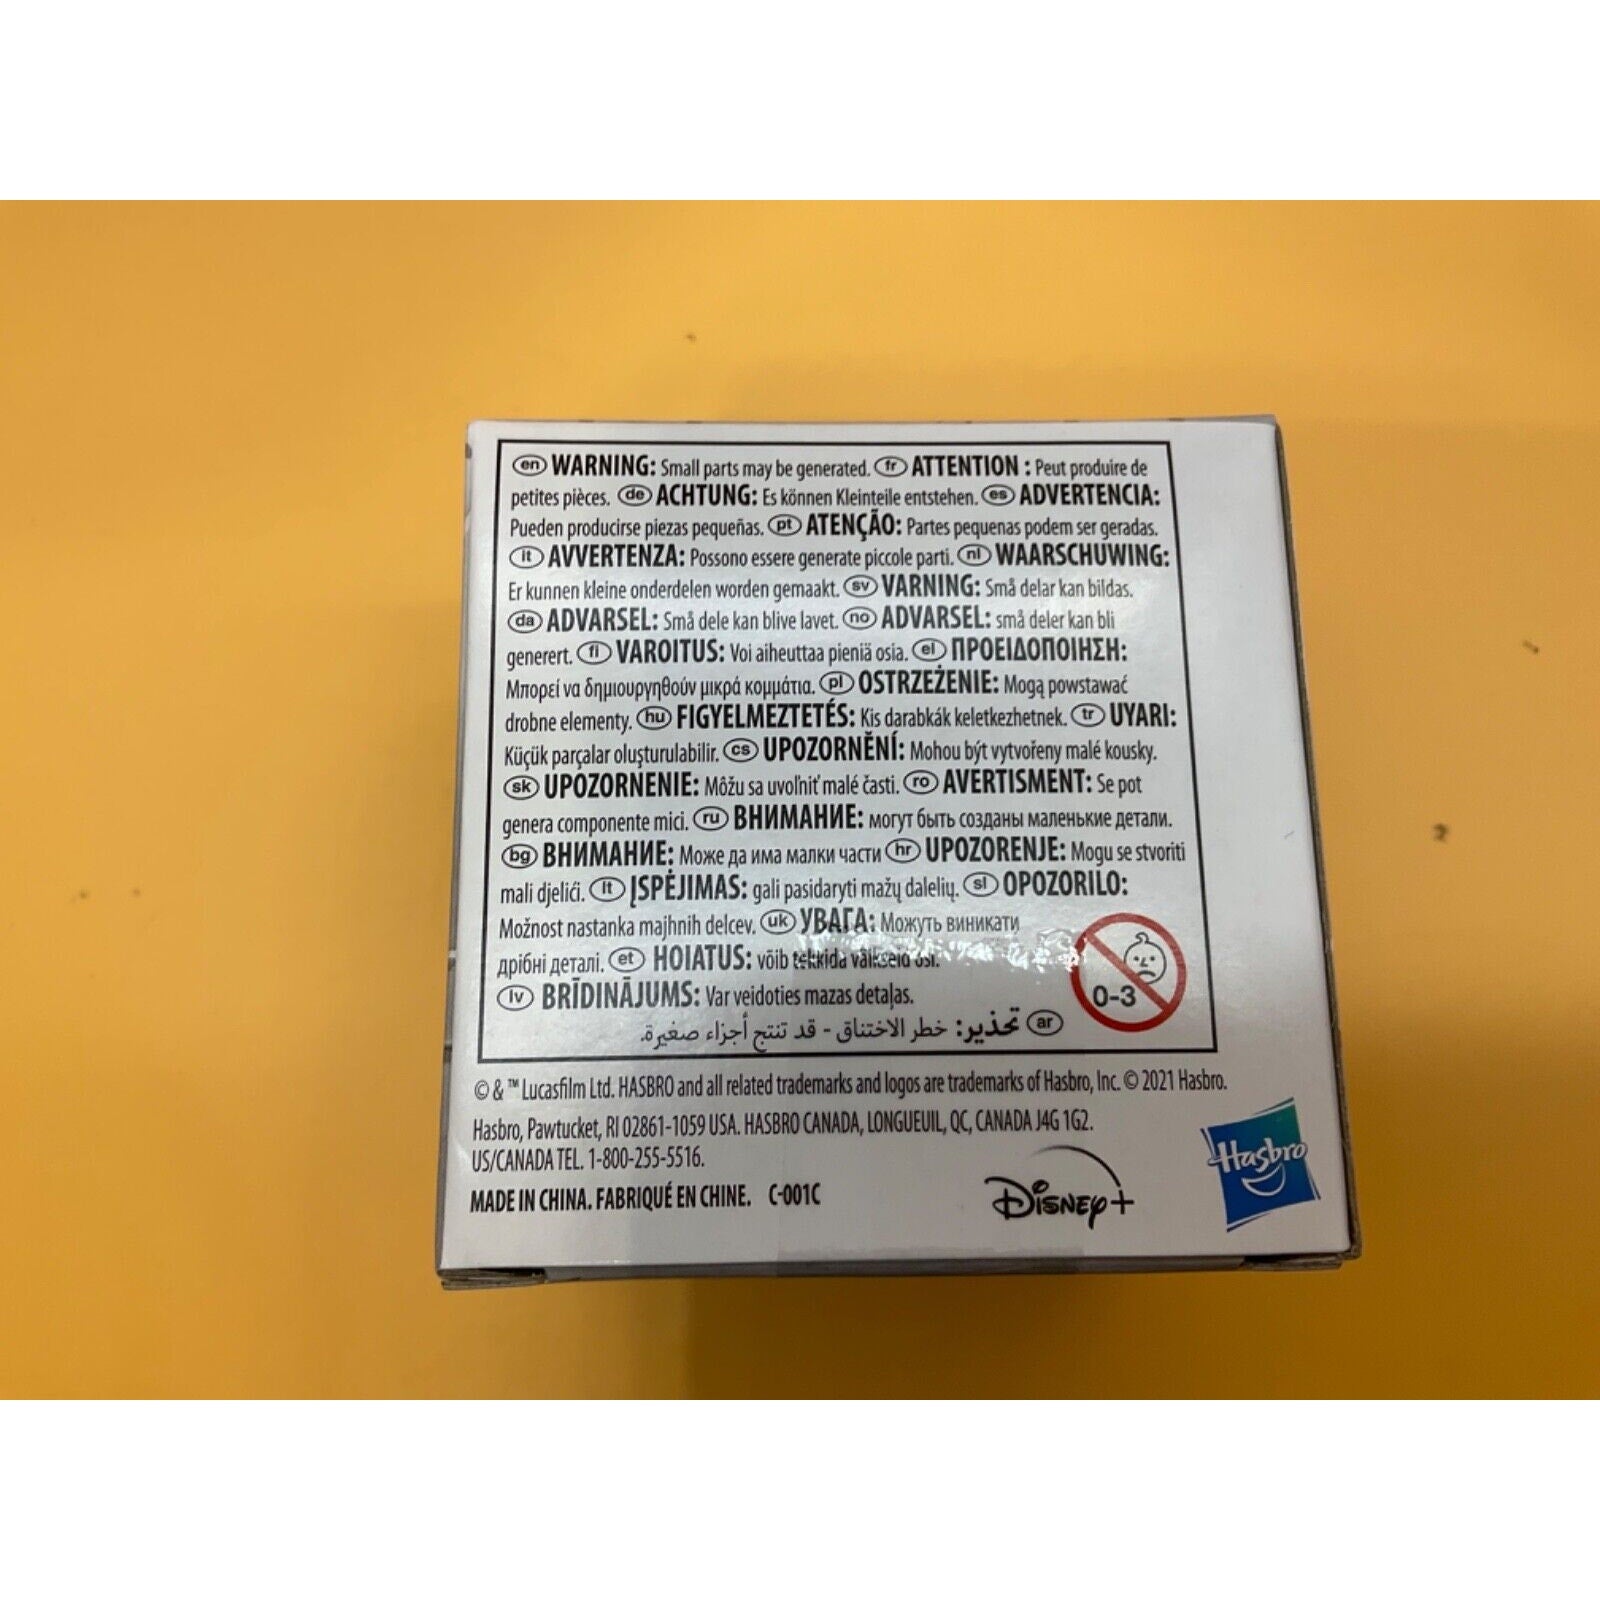 en WARNING: Small parts may be generated. fr ATTENTION : Peut produire de
petites pièces. de ACHTUNG: Es können Kleinteile entstehen. es ADVERTENCIA:
Pueden producirse piezas pequeñas. pt ATENÇÃO: Partes pequenas podem ser geradas.
it AVVERTENZA: Possono essere generate piccole parti. nl WAARSCHUWING:
Er kunnen kleine onderdelen worden gemaakt. sv VARNING: Små delar kan bildas.
da ADVARSEL: Små dele kan blive lavet. no ADVARSEL: små deler kan bli
generert. fi VAROITUS: Voi aiheuttaa pieniä osia. el ΠΡΟΕΙΔΟΠΟΙΗΣΗ:
Μπορεί να δημιουργηθούν μικρά κομμάτια. pl OSTRZEŻENIE: Mogą powstawać
drobne elementy. hu FIGYELMEZTETÉS: Kis darabkák keletkezhetnek. tr UYARI:
Küçük parçalar oluşturulabilir. cs UPOZORNĚNÍ: Mohou být vytvořeny malé kousky.
sk UPOZORNENIE: Môžu sa uvoľniť malé časti. ro AVERTISMENT: Se pot
genera componente mici. ru ВНИМАНИЕ: могут быть созданы маленькие детали.
bg ВНИМАНИЕ: Може да има малки части hr UPOZORENJE: Mogu se stvoriti
mali djelići. lt ĮSPĖJIMAS: gali pasidaryti mažų dalelių. sl OPOZORILO:
Možnost nastanka majhnih delcev. uk УВАГА: Можуть виникати
дрібні деталі. et HOIATUS: võib tekkida väikseid osi.
lv BRĪDINĀJUMS: Var veidoties mazas detaļas.
ar تحذير: خطر الاختناق - قد تنتج أجزاء صغيرة.
0-3
© & ™ Lucasfilm Ltd. HASBRO and all related trademarks and logos are trademarks of Hasbro, Inc. © 2021 Hasbro.
Hasbro, Pawtucket, RI 02861-1059 USA. HASBRO CANADA, LONGUEUIL, QC, CANADA J4G 1G2.
US/CANADA TEL. 1-800-255-5516.
MADE IN CHINA. FABRIQUÉ EN CHINE. C-001C
Disney+
Hasbro